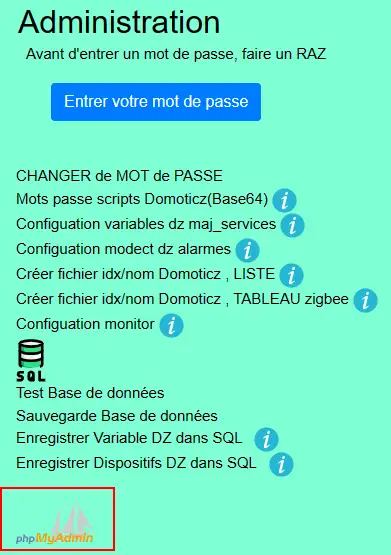 Administration
Avant d'entrer un mot de passe, faire un RAZ
Entrer votre mot de passe
CHANGER de MOT de PASSE
Mots passe scripts Domoticz(Base64) i
Configuation variables dz maj_services i
Configuation modect dz alarmes i
Créer fichier idx/nom Domoticz , LISTE i
Créer fichier idx/nom Domoticz , TABLEAU zigbee i
Configuation monitor i
SQL
Test Base de données
Sauvegarde Base de données
Enregistrer Variable DZ dans SQL i
Enregistrer Dispositifs DZ dans SQL i
phpMyAdmin